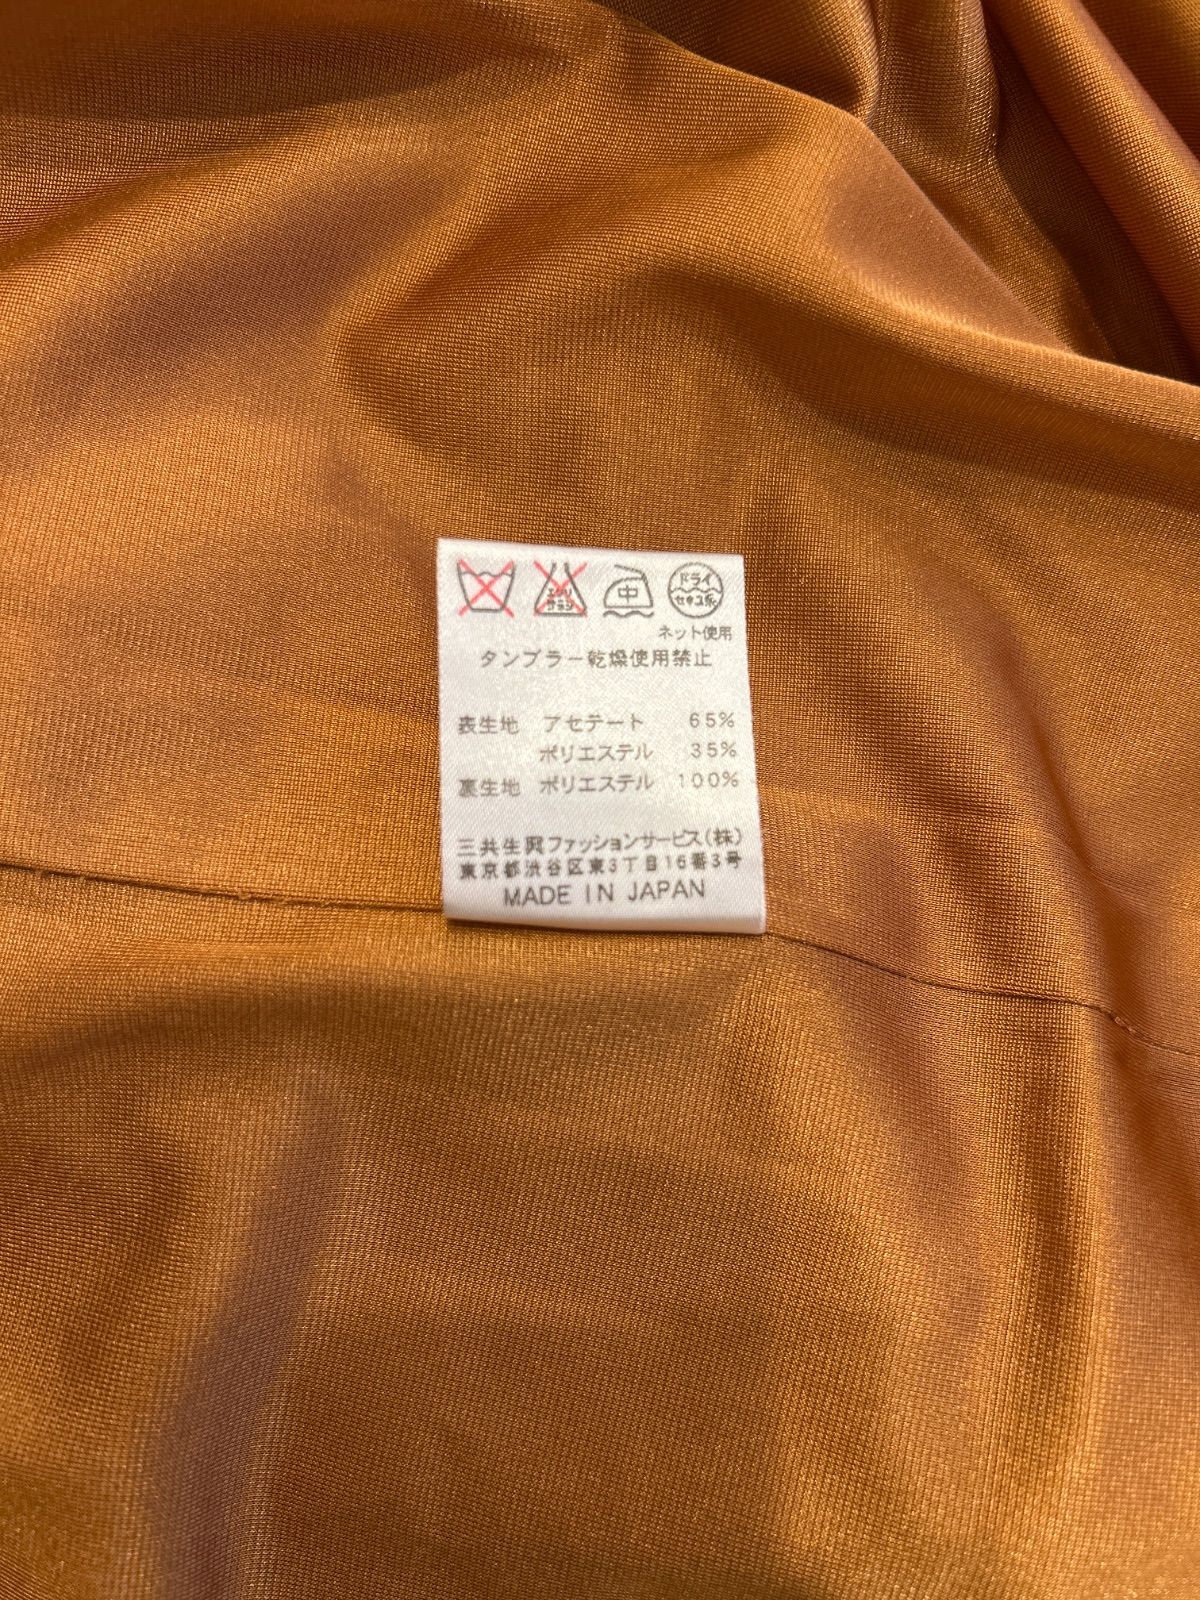 エンソ
サラシ
中
ドライ
セキユ系
ネット使用
タンブラー乾燥使用禁止
表生地 アセテート 65%
ポリエステル 35%
裏生地 ポリエステル 100%
三共生興ファッションサービス(株)
東京都渋谷区東3丁目16番3号
MADE IN JAPAN